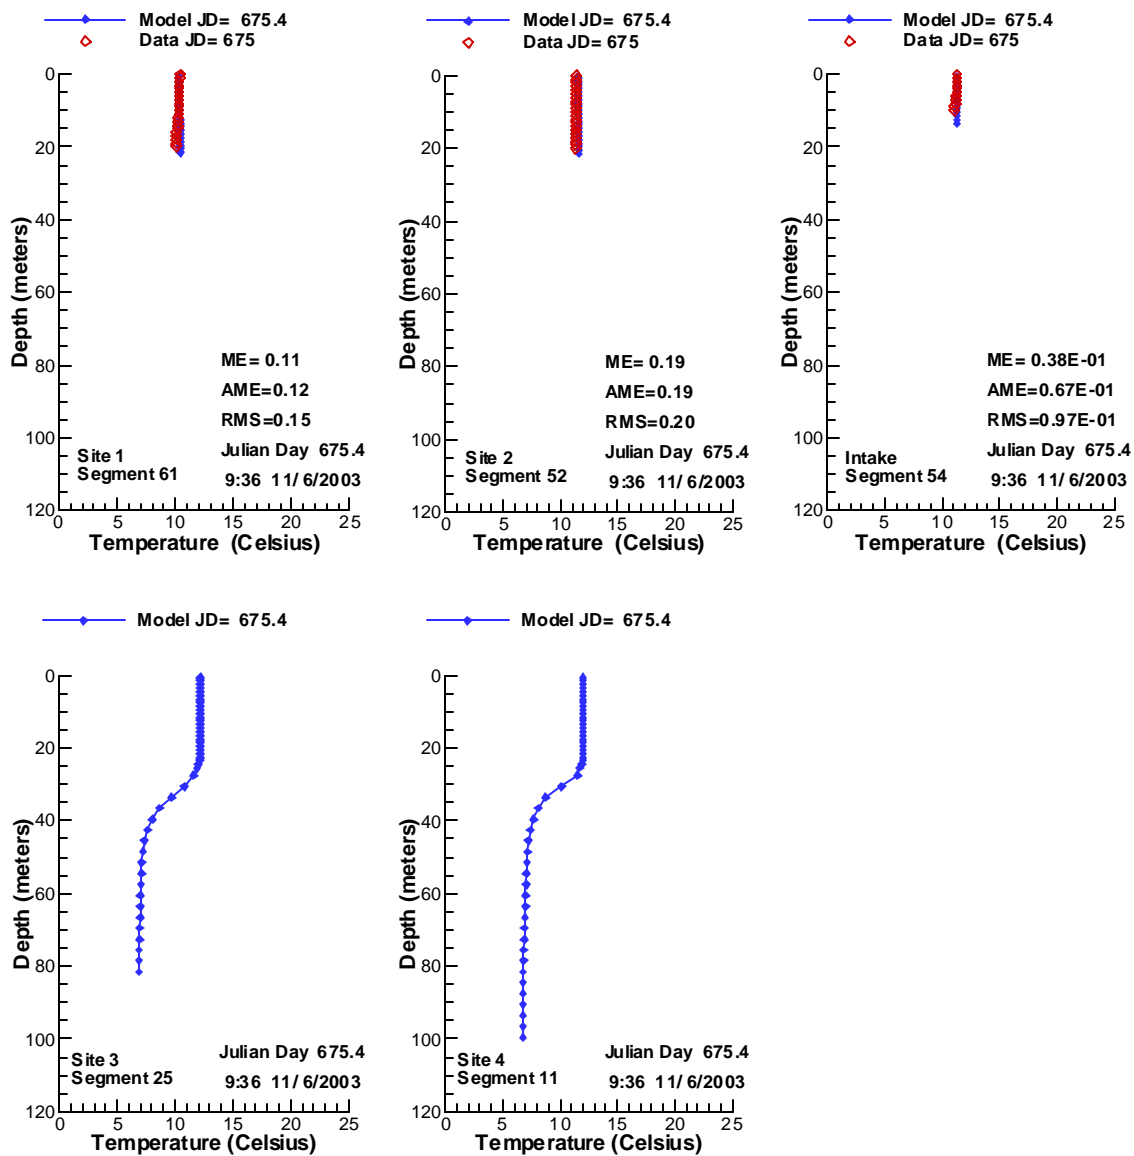 Model JD= 675.4
Data JD= 675
0
20
40
60
80
100
120
Depth (meters)
ME= 0.11
AME=0.12
RMS=0.15
Julian Day 675.4
9:36 11/ 6/2003
Site 1
Segment 61
0 5 10 15 20 25
Temperature (Celsius)
Model JD= 675.4
Data JD= 675
0
20
40
60
80
100
120
Depth (meters)
ME= 0.19
AME=0.19
RMS=0.20
Julian Day 675.4
9:36 11/ 6/2003
Site 2
Segment 52
0 5 10 15 20 25
Temperature (Celsius)
Model JD= 675.4
Data JD= 675
0
20
40
60
80
100
120
Depth (meters)
ME= 0.38E-01
AME=0.67E-01
RMS=0.97E-01
Julian Day 675.4
9:36 11/ 6/2003
Intake
Segment 54
0 5 10 15 20 25
Temperature (Celsius)
Model JD= 675.4
0
20
40
60
80
100
120
Depth (meters)
Julian Day 675.4
9:36 11/ 6/2003
Site 3
Segment 25
0 5 10 15 20 25
Temperature (Celsius)
Model JD= 675.4
0
20
40
60
80
100
120
Depth (meters)
Julian Day 675.4
9:36 11/ 6/2003
Site 4
Segment 11
0 5 10 15 20 25
Temperature (Celsius)